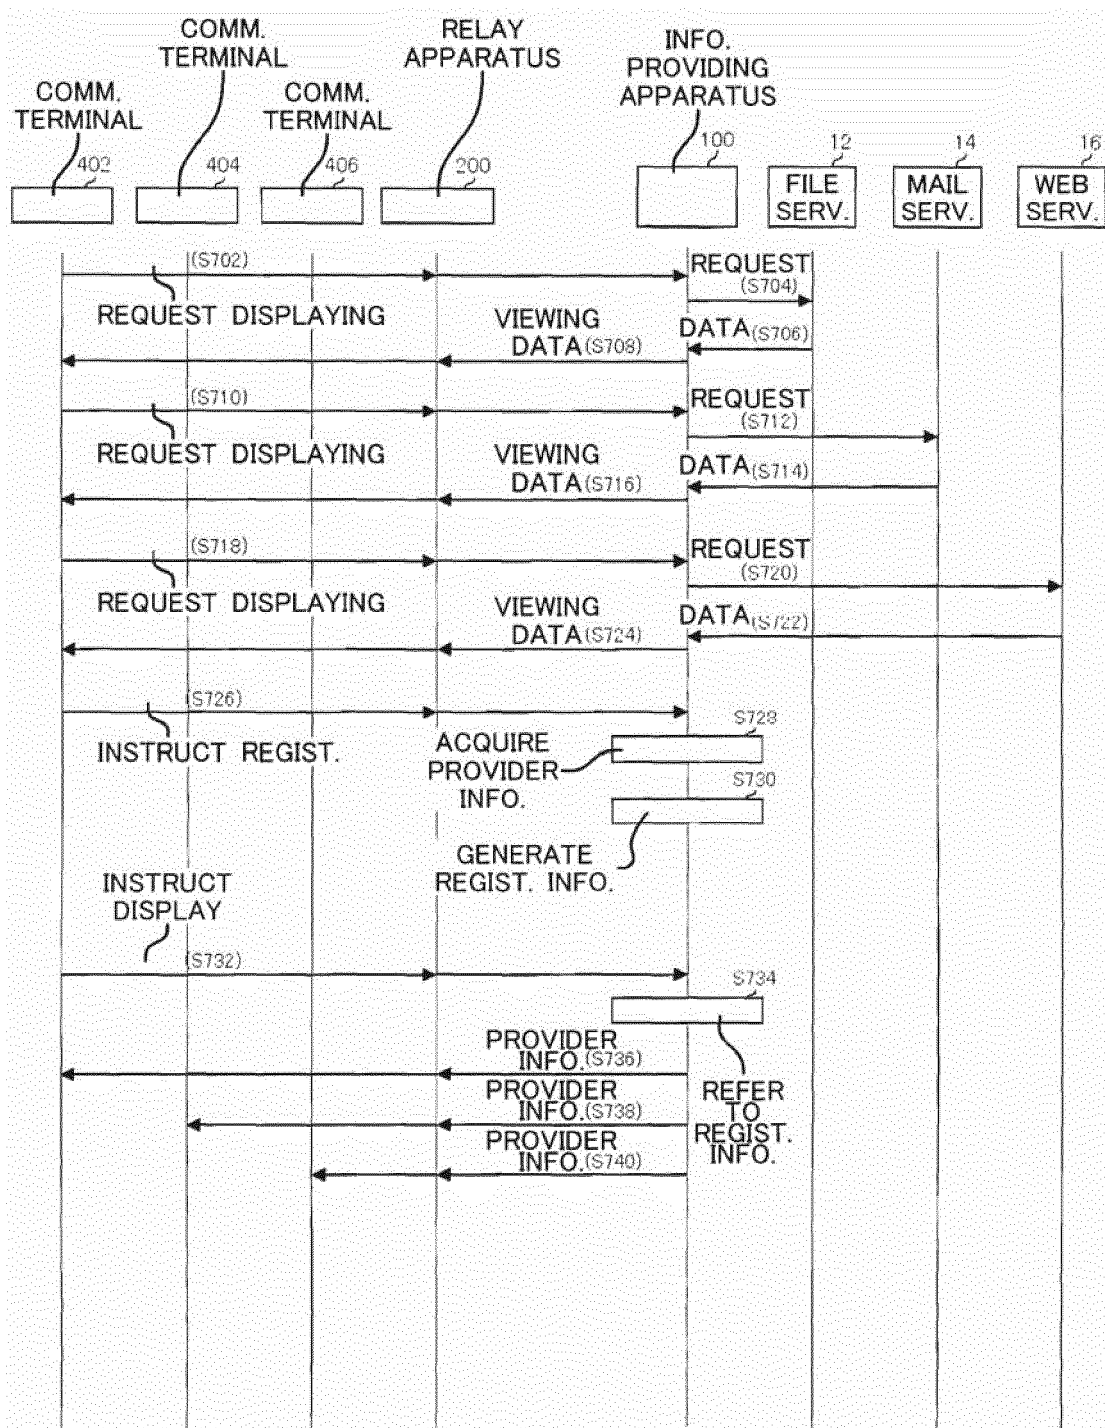 COMM.
TERMINAL
RELAY
APPARATUS
INFO.
PROVIDING
APPARATUS
COMM.
TERMINAL
COMM.
TERMINAL
402
404
406
200
100
12
14
16
FILE
SERV.
MAIL
SERV.
WEB
SERV.
(S702)
REQUEST
(S704)
REQUEST DISPLAYING
VIEWING
DATA(S708)
DATA(S706)
(S710)
REQUEST
(S712)
REQUEST DISPLAYING
VIEWING
DATA(S716)
DATA(S714)
(S718)
REQUEST
(S720)
REQUEST DISPLAYING
VIEWING
DATA(S724)
DATA(S722)
(S726)
INSTRUCT REGIST.
S728
ACQUIRE
PROVIDER
INFO.
S730
GENERATE
REGIST. INFO.
INSTRUCT
DISPLAY
(S732)
S734
PROVIDER
INFO.(S736)
PROVIDER
INFO.(S738)
PROVIDER
INFO.(S740)
REFER
TO
REGIST.
INFO.